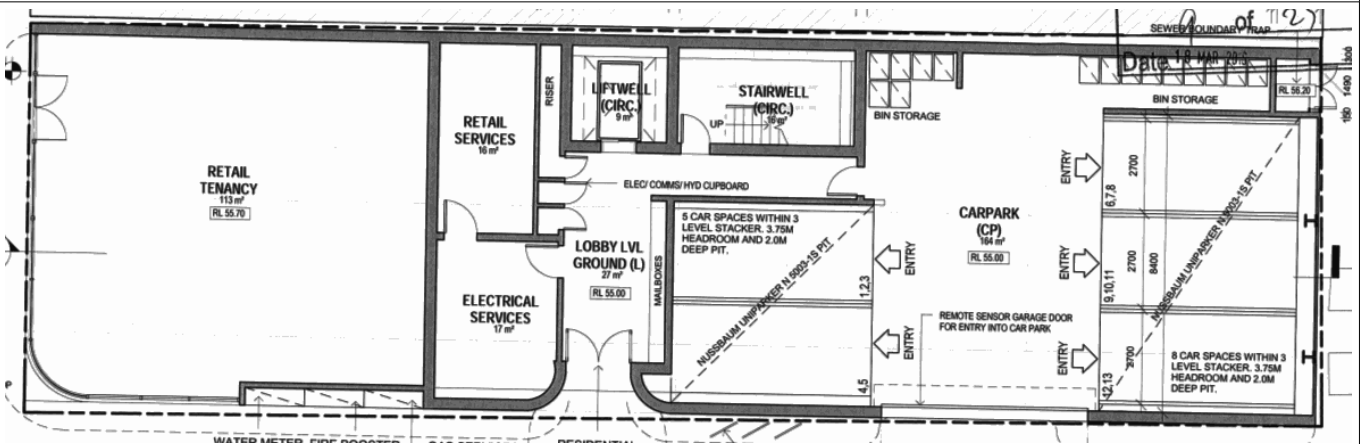 of
SEWER BOUNDARY TRAP
Date 18 MAR
RL 56.20
1490
BIN STORAGE
BIN STORAGE
RISER
LIFTWELL
(CIRC.)
9 m²
STAIRWELL
(CIRC.)
16 m²
UP
RETAIL
SERVICES
16 m²
RETAIL
TENANCY
113 m²
RL 55.70
ELEC/ COMMS/ HYD CUPBOARD
5 CAR SPACES WITHIN 3
LEVEL STACKER. 3.75M
HEADROOM AND 2.0M
DEEP PIT.
LOBBY LVL
GROUND (L)
27 m²
RL 55.00
MAILBOXES
ELECTRICAL
SERVICES
17 m²
NUSSBAUM UNIPARKER N 5003-1S PIT
1,2,3
4,5
ENTRY
ENTRY
CARPARK
(CP)
164 m²
RL 55.00
REMOTE SENSOR GARAGE DOOR
FOR ENTRY INTO CAR PARK
ENTRY
ENTRY
ENTRY
6,7,8
9,10,11
12,13
2700
2700
2700
8400
NUSSBAUM UNIPARKER N 5003-1S PIT
8 CAR SPACES WITHIN 3
LEVEL STACKER. 3.75M
HEADROOM AND 2.0M
DEEP PIT.
WATER METER FIRE BOOSTER
RESIDENTIAL